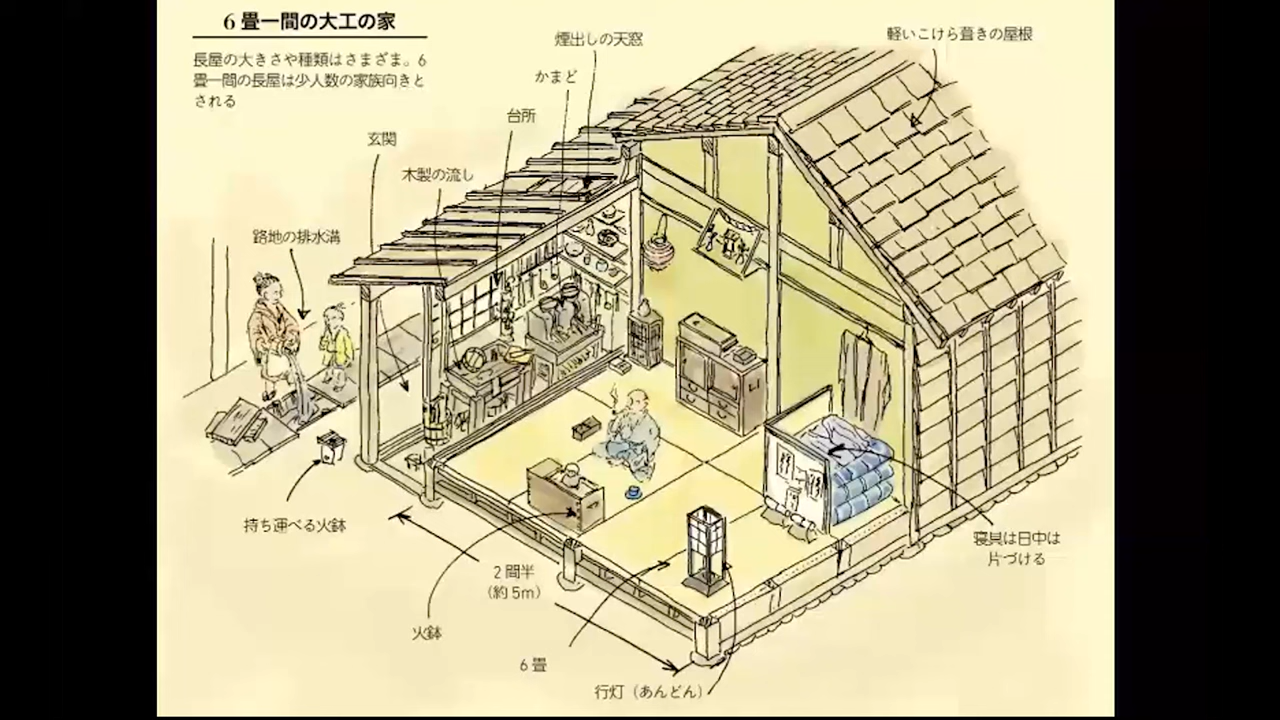 6畳一間の大工の家
長屋の大きさや種類はさまざま。6
畳一間の長屋は少人数の家族向きと
される
煙出しの天窓
軽いこけら葺きの屋根
かまど
台所
玄関
木製の流し
路地の排水溝
持ち運べる火鉢
寝具は日中は
片づける
2間半
(約5m)
火鉢
6畳
行灯(あんどん)